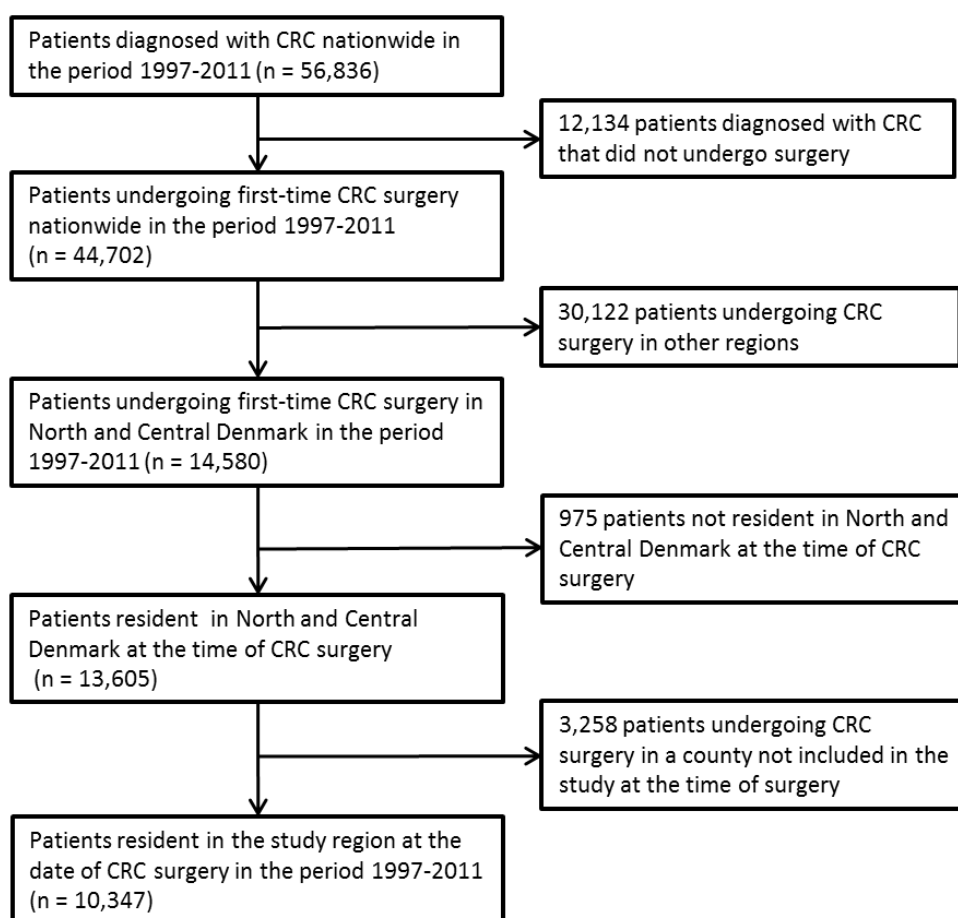 Patients diagnosed with CRC nationwide in
the period 1997-2011 (n = 56,836)
12,134 patients diagnosed with CRC
that did not undergo surgery
Patients undergoing first-time CRC surgery
nationwide in the period 1997-2011
(n = 44,702)
30,122 patients undergoing CRC
surgery in other regions
Patients undergoing first-time CRC surgery in
North and Central Denmark in the period
1997-2011 (n = 14,580)
975 patients not resident in North and
Central Denmark at the time of CRC
surgery
Patients resident in North and Central
Denmark at the time of CRC surgery
(n = 13,605)
3,258 patients undergoing CRC
surgery in a county not included in the
study at the time of surgery
Patients resident in the study region at the
date of CRC surgery in the period 1997-2011
(n = 10,347)